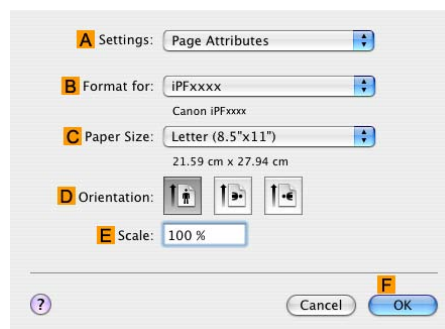 A Settings: Page Attributes
B Format for: iPFxxxx
Canon iPFxxxx
C Paper Size: Letter (8.5"x11")
21.59 cm x 27.94 cm
D Orientation:
E Scale: 100 %
F
? Cancel OK